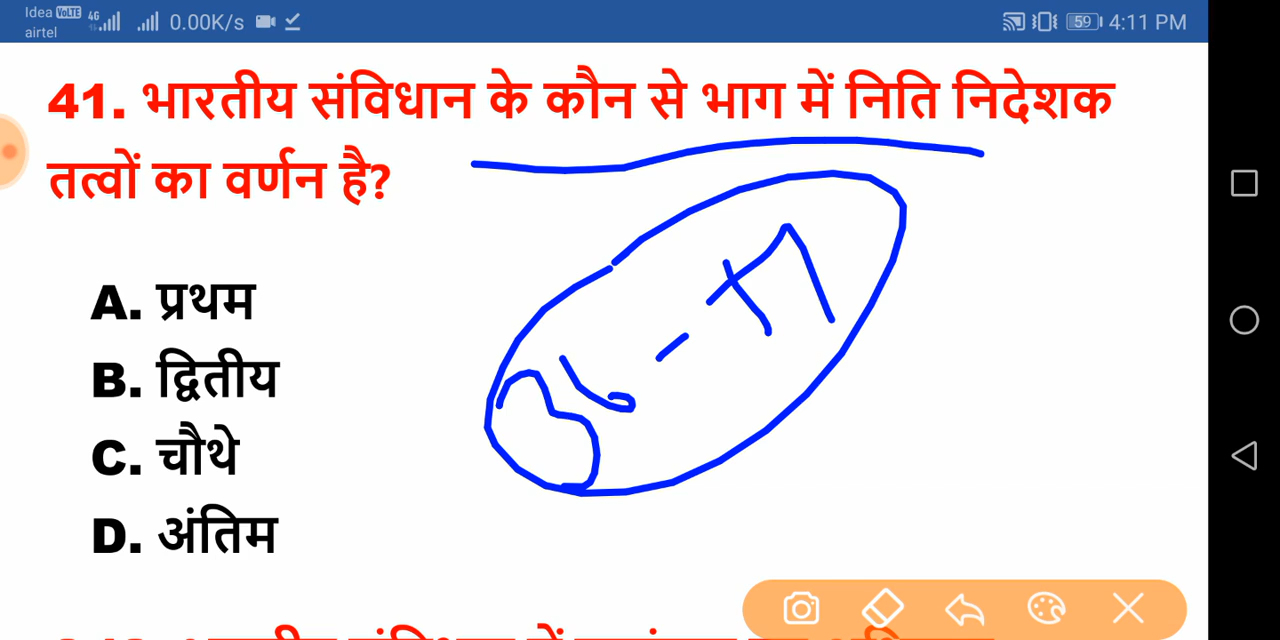 Idea VoLTE 4G 0.00K/s 59 4:11 PM
airtel
41. भारतीय संविधान के कौन से भाग में निति निदेशक
तत्वों का वर्णन है?
36 - 51
A. प्रथम
B. द्वितीय
C. चौथे
D. अंतिम